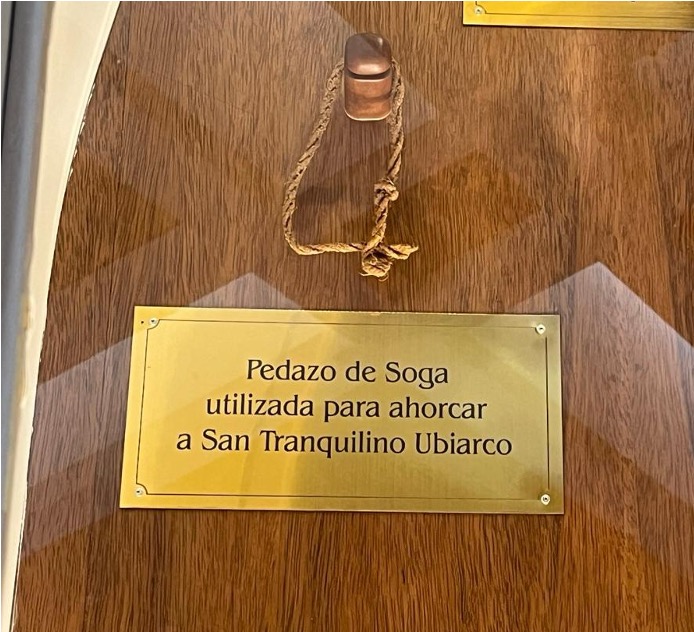 Pedazo de Soga
utilizada para ahorcar
a San Tranquilino Ubiarco